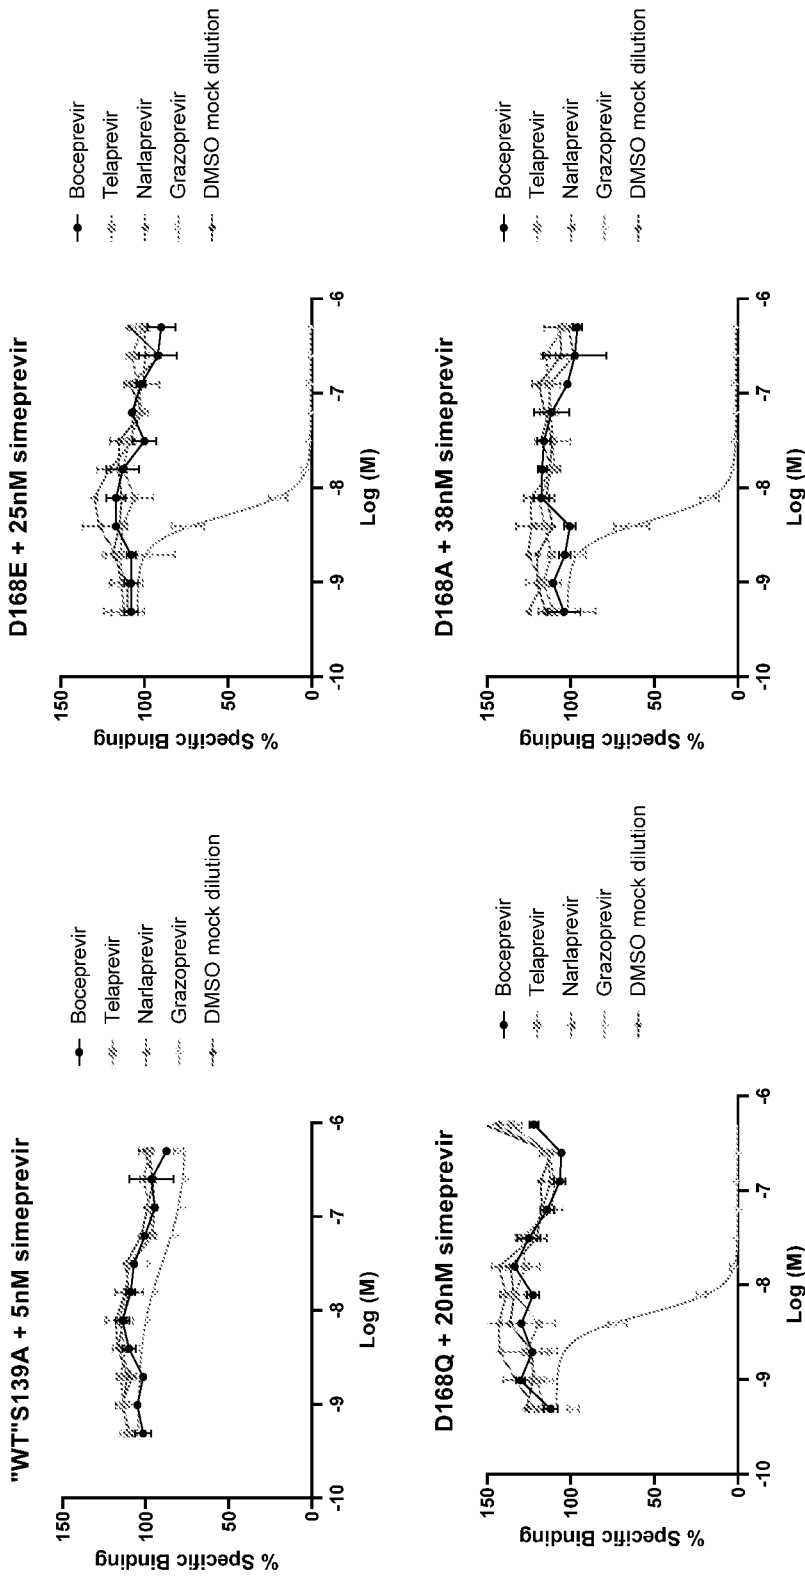 "WT"S139A + 5nM simeprevir
% Specific Binding
150
100
50
0
-10
-9
-8
-7
-6
Log (M)
Boceprevir
Telaprevir
Narlaprevir
Grazoprevir
DMSO mock dilution
D168E + 25nM simeprevir
% Specific Binding
150
100
50
0
-10
-9
-8
-7
-6
Log (M)
Boceprevir
Telaprevir
Narlaprevir
Grazoprevir
DMSO mock dilution
D168Q + 20nM simeprevir
% Specific Binding
150
100
50
0
-10
-9
-8
-7
-6
Log (M)
Boceprevir
Telaprevir
Narlaprevir
Grazoprevir
DMSO mock dilution
D168A + 38nM simeprevir
% Specific Binding
150
100
50
0
-10
-9
-8
-7
-6
Log (M)
Boceprevir
Telaprevir
Narlaprevir
Grazoprevir
DMSO mock dilution